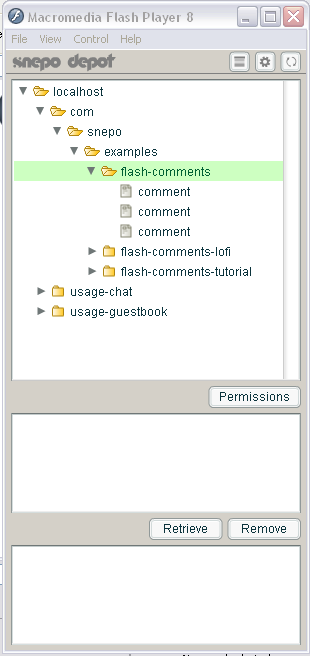 Macromedia Flash Player 8
File View Control Help
snepo depot
localhost
com
snepo
examples
flash-comments
comment
comment
comment
flash-comments-lofi
flash-comments-tutorial
usage-chat
usage-guestbook
Permissions
Retrieve Remove